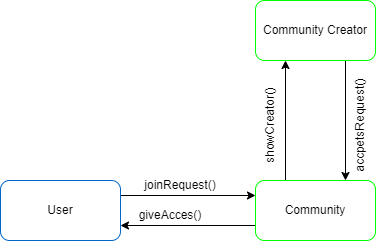 Community Creator
showCreator()
accpetsRequest()
joinRequest()
User
Community
giveAcces()